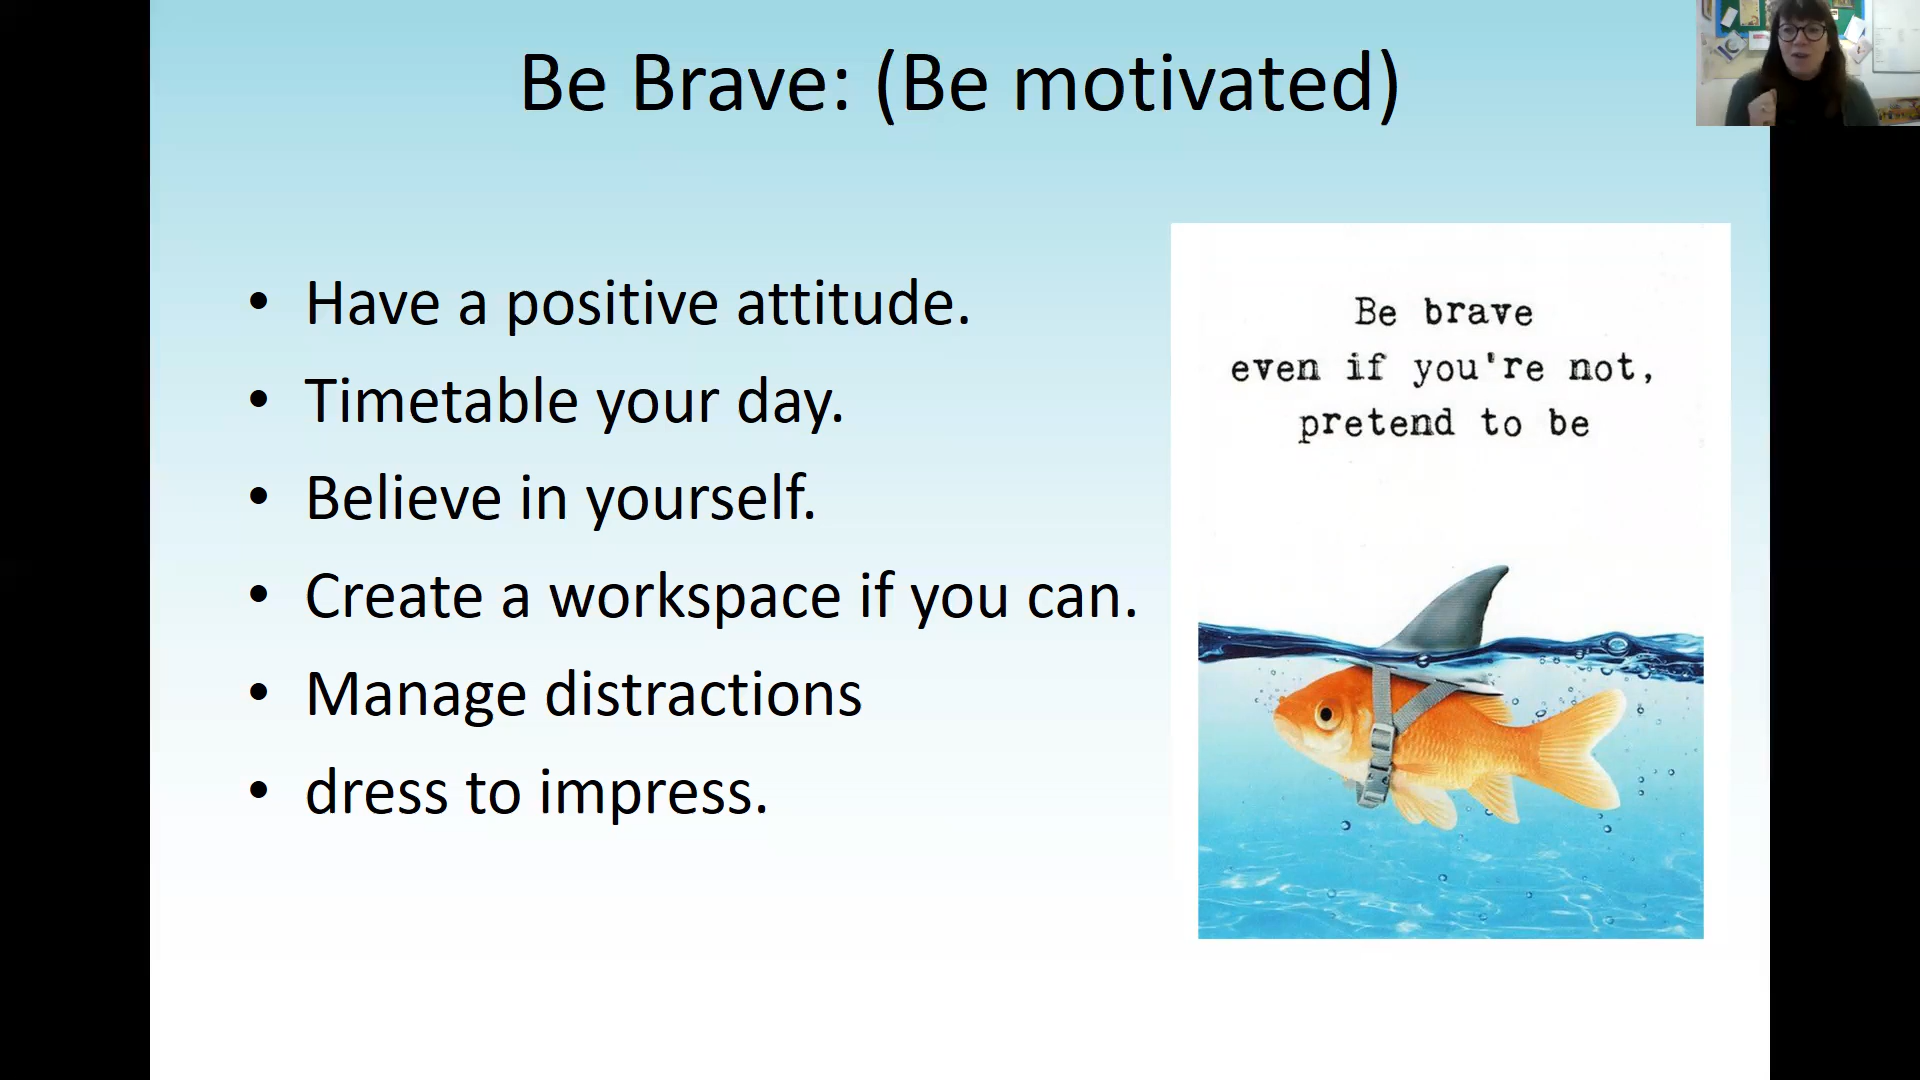 Be Brave: (Be motivated)
• Have a positive attitude.
• Timetable your day.
• Believe in yourself.
• Create a workspace if you can.
• Manage distractions
• dress to impress.
Be brave
even if you're not,
pretend to be